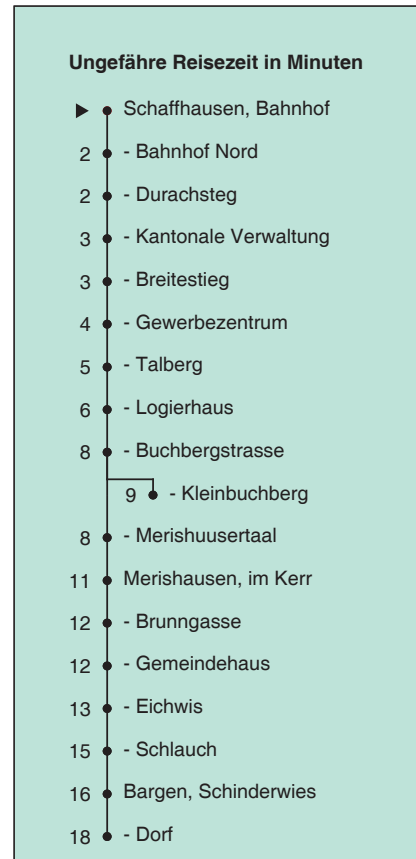 Ungefähre Reisezeit in Minuten
Schaffhausen, Bahnhof
2 - Bahnhof Nord
2 - Durachsteg
3 - Kantonale Verwaltung
3 - Breitestieg
4 - Gewerbezentrum
5 - Talberg
6 - Logierhaus
8 - Buchbergstrasse
9 - Kleinbuchberg
8 - Merishuusertaal
11 Merishausen, im Kerr
12 - Brunngasse
12 - Gemeindehaus
13 - Eichwis
15 - Schlauch
16 Bargen, Schinderwies
18 - Dorf